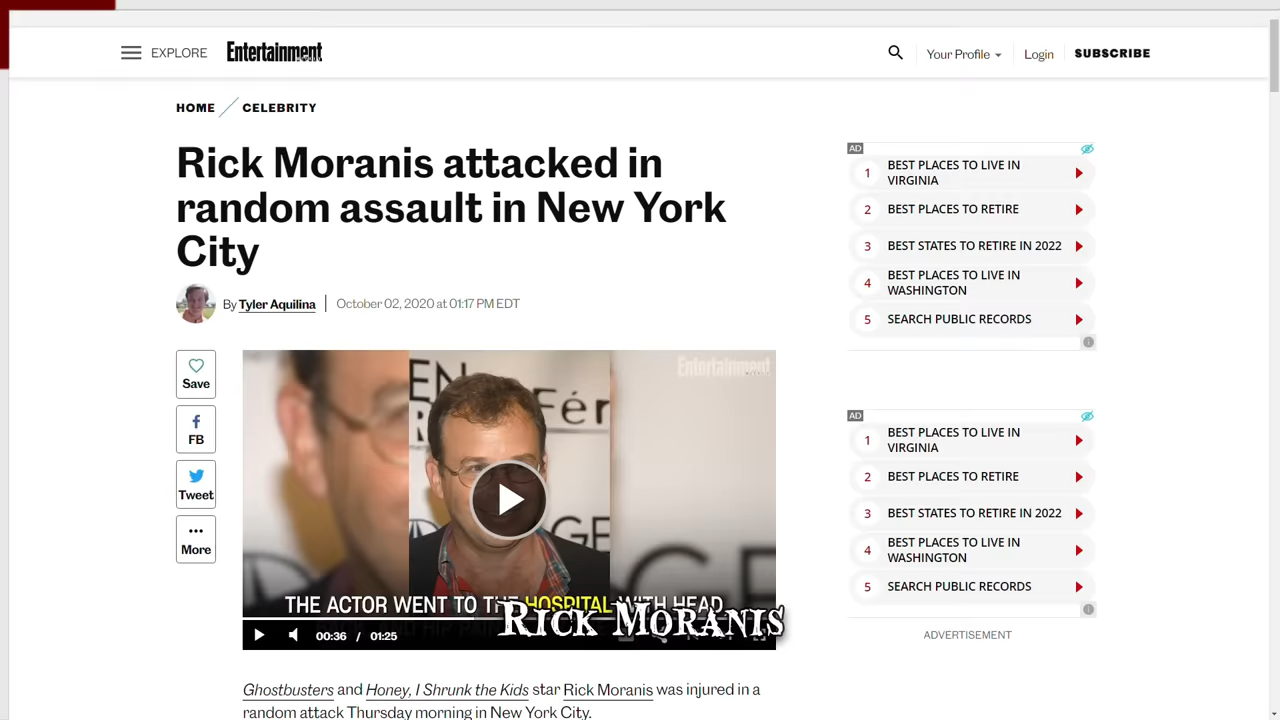 EXPLORE
Entertainment
Your Profile
Login
SUBSCRIBE
HOME
CELEBRITY
Rick Moranis attacked in
random assault in New York
City
By Tyler Aquilina
October 02, 2020 at 01:17 PM EDT
Save
FB
Tweet
More
Entertainment
THE ACTOR WENT TO THE HOSPITAL WITH HEAD
RICK MORANIS
00:36 / 01:25
Ghostbusters and Honey, I Shrunk the Kids star Rick Moranis was injured in a
random attack Thursday morning in New York City.
AD
1 BEST PLACES TO LIVE IN
VIRGINIA
2 BEST PLACES TO RETIRE
3 BEST STATES TO RETIRE IN 2022
4 BEST PLACES TO LIVE IN
WASHINGTON
5 SEARCH PUBLIC RECORDS
AD
1 BEST PLACES TO LIVE IN
VIRGINIA
2 BEST PLACES TO RETIRE
3 BEST STATES TO RETIRE IN 2022
4 BEST PLACES TO LIVE IN
WASHINGTON
5 SEARCH PUBLIC RECORDS
ADVERTISEMENT